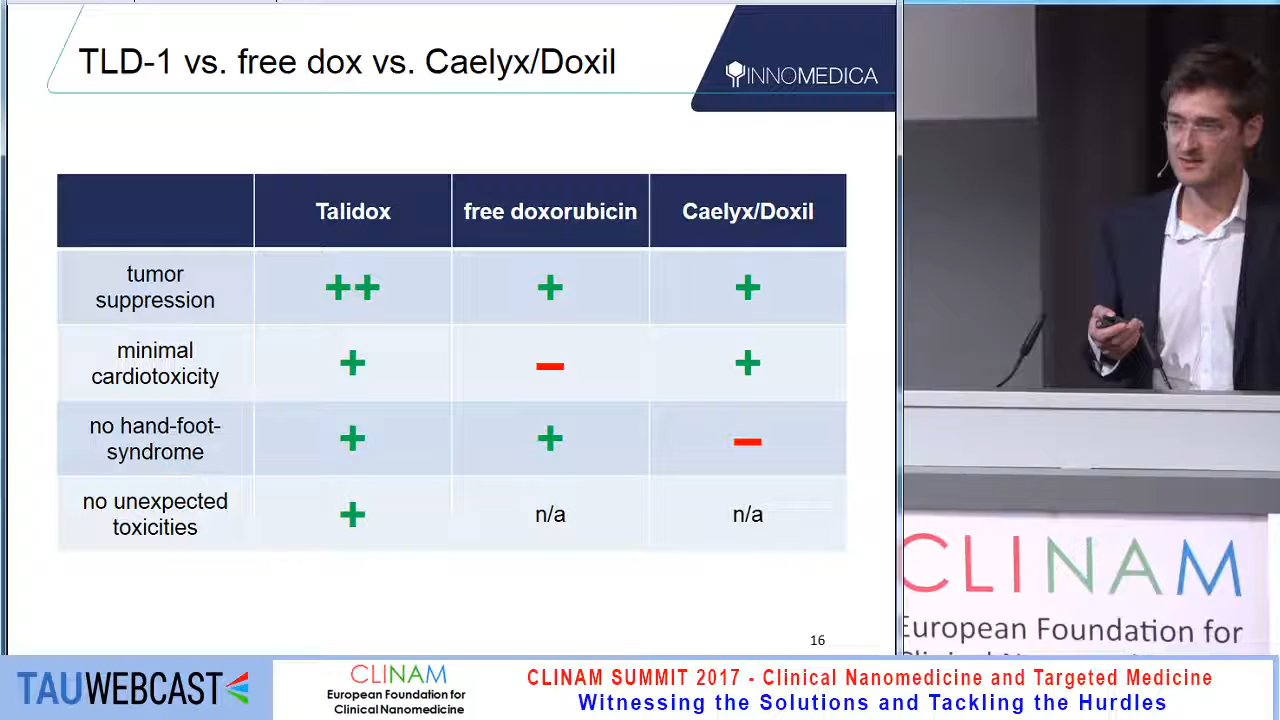 TLD-1 vs. free dox vs. Caelyx/Doxil
INNOMEDICA
Talidox free doxorubicin Caelyx/Doxil
tumor
suppression
++ + +
minimal
cardiotoxicity
+ – +
no hand-foot-
syndrome
+ + –
no unexpected
toxicities
+ n/a n/a
16
CLINAM
European Foundation for
TAUWEBCAST
CLINAM
European Foundation for
Clinical Nanomedicine
CLINAM SUMMIT 2017 - Clinical Nanomedicine and Targeted Medicine
Witnessing the Solutions and Tackling the Hurdles